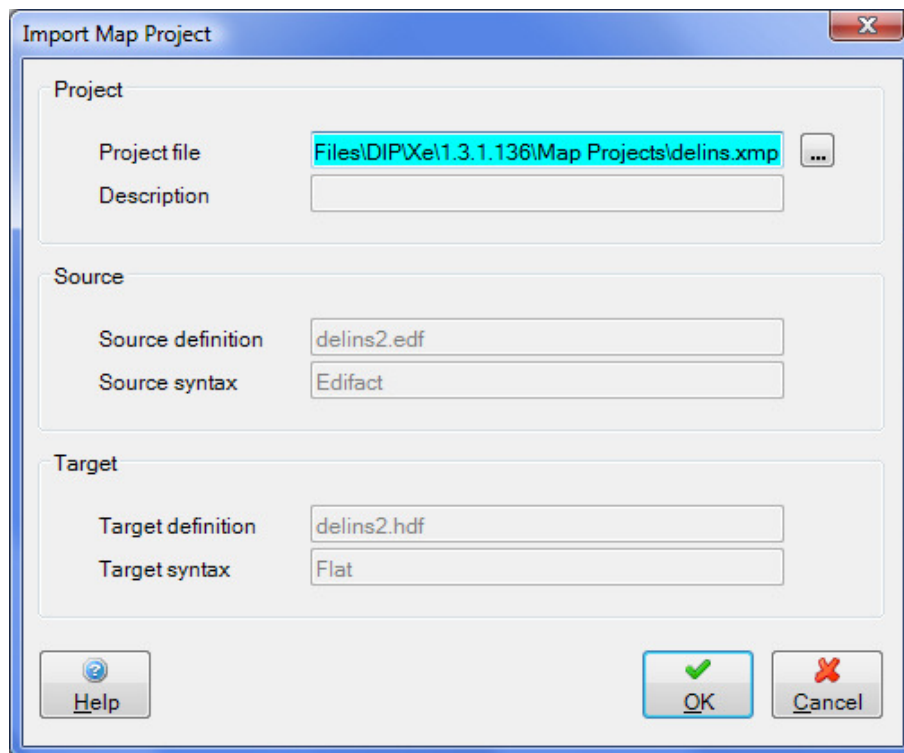 Import Map Project
Project
Project file Files\DIP\Xe\1.3.1.136\Map Projects\delins.xmp ...
Description
Source
Source definition delins2.edf
Source syntax Edifact
Target
Target definition delins2.hdf
Target syntax Flat
Help OK Cancel